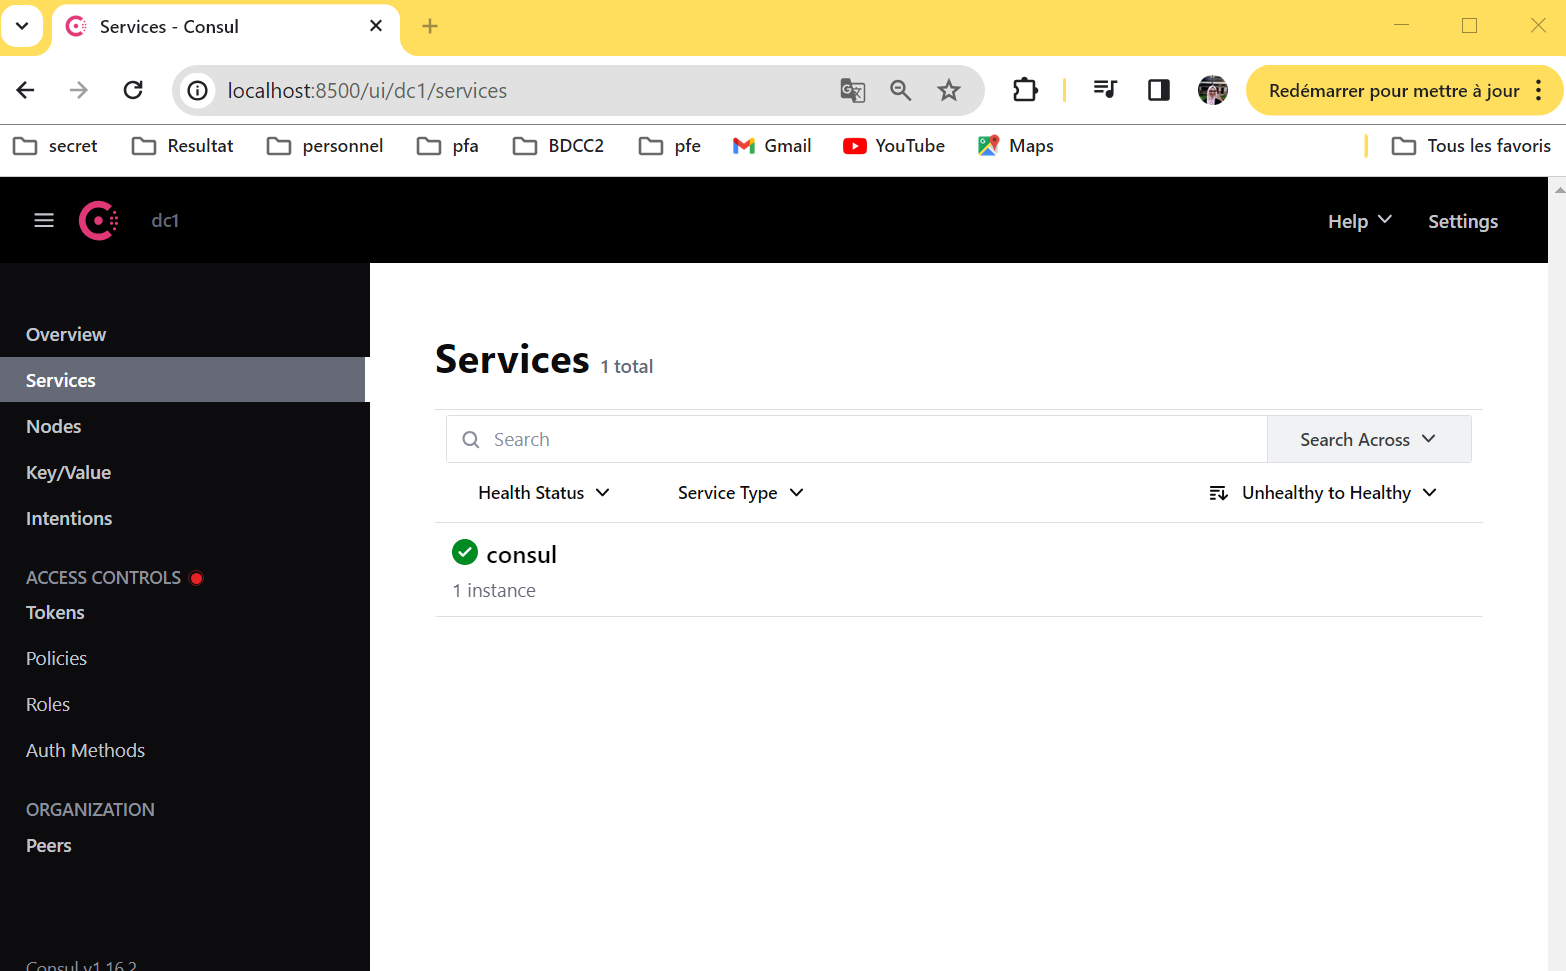 Services - Consul
localhost:8500/ui/dc1/services
Redémarrer pour mettre à jour
secret
Resultat
personnel
pfa
BDCC2
pfe
Gmail
YouTube
Maps
Tous les favoris
dc1
Help
Settings
Overview
Services
Nodes
Key/Value
Intentions
ACCESS CONTROLS
Tokens
Policies
Roles
Auth Methods
ORGANIZATION
Peers
Consul v1.16.2
Services 1 total
Search
Search Across
Health Status
Service Type
Unhealthy to Healthy
consul
1 instance